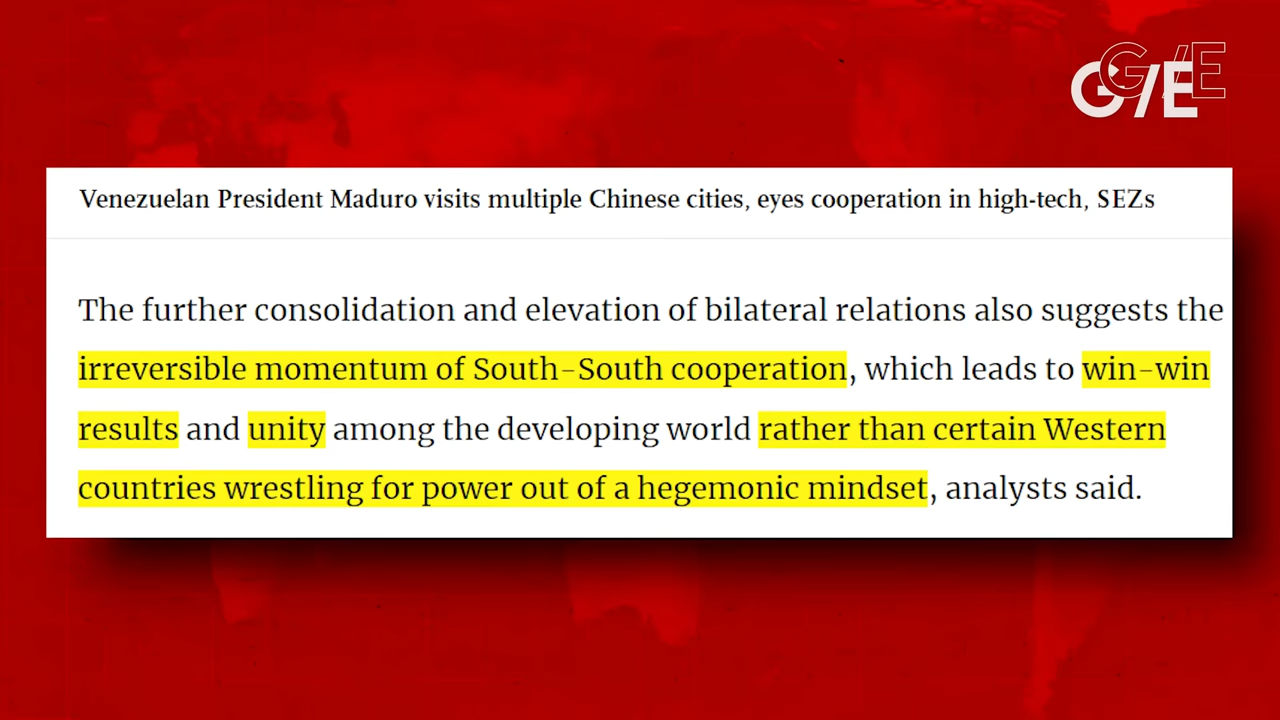 G/E
G/E
Venezuelan President Maduro visits multiple Chinese cities, eyes cooperation in high-tech, SEZs
The further consolidation and elevation of bilateral relations also suggests the
irreversible momentum of South-South cooperation, which leads to win-win
results and unity among the developing world rather than certain Western
countries wrestling for power out of a hegemonic mindset, analysts said.